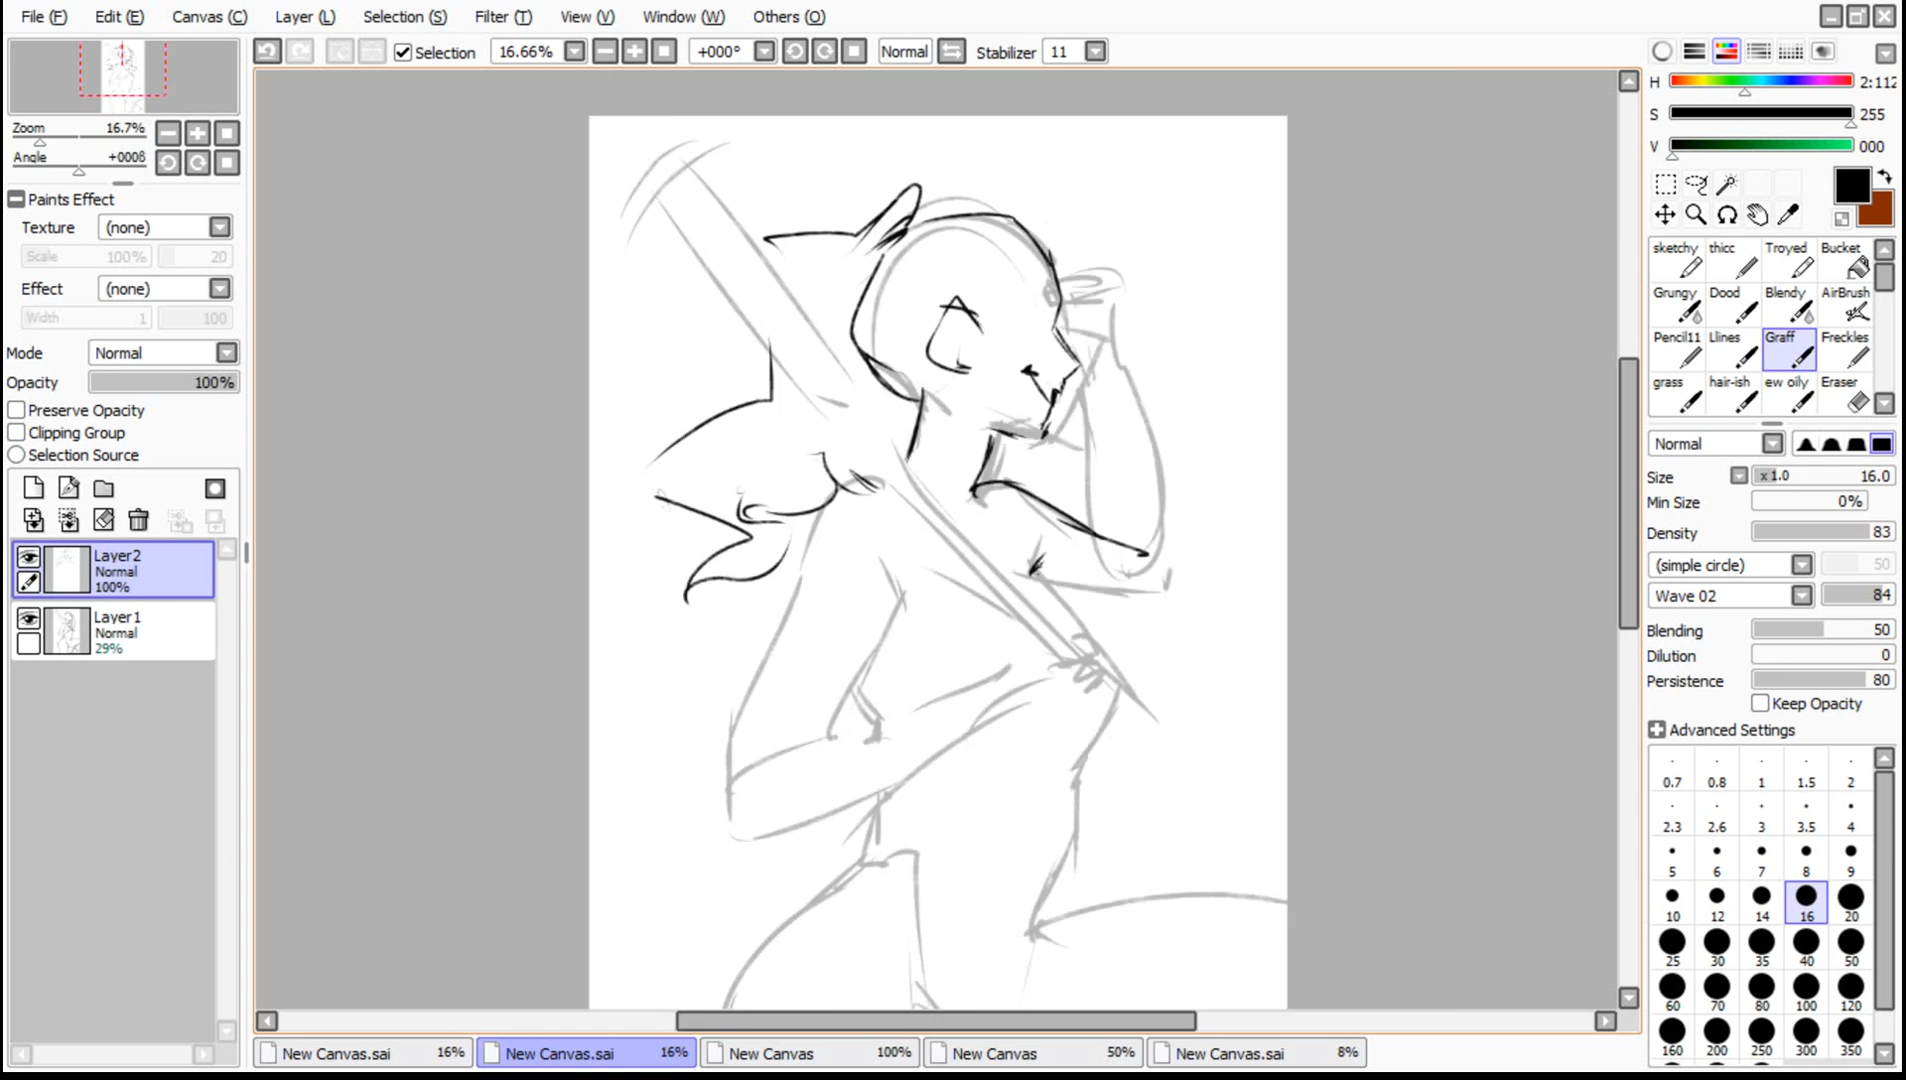 File (F) Edit (E) Canvas (C) Layer (L) Selection (S) Filter (T) View (V) Window (W) Others (O)
Selection 16.66% +000° Normal Stabilizer 11
Zoom 16.7%
Angle +000
Paints Effect
Texture (none)
Scale 100% 20
Effect (none)
Width 1 100
Mode Normal
Opacity 100%
Preserve Opacity
Clipping Group
Selection Source
Layer2
Normal
100%
Layer1
Normal
29%
H 2:112
S 255
V 000
sketchy thicc Troyed Bucket
Grungy Dood Blendy AirBrush
Pencil11 Llines Graff Freckles
grass hair-ish ew oily Eraser
Normal
Size x1.0 16.0
Min Size 0%
Density 83
(simple circle) 50
Wave 02 84
Blending 50
Dilution 0
Persistence 80
Keep Opacity
Advanced Settings
0.7 0.8 1 1.5 2
2.3 2.6 3 3.5 4
5 6 7 8 9
10 12 14 16 20
25 30 35 40 50
60 70 80 100 120
160 200 250 300 350
New Canvas.sai 16% New Canvas.sai 16% New Canvas 100% New Canvas 50% New Canvas.sai 8%